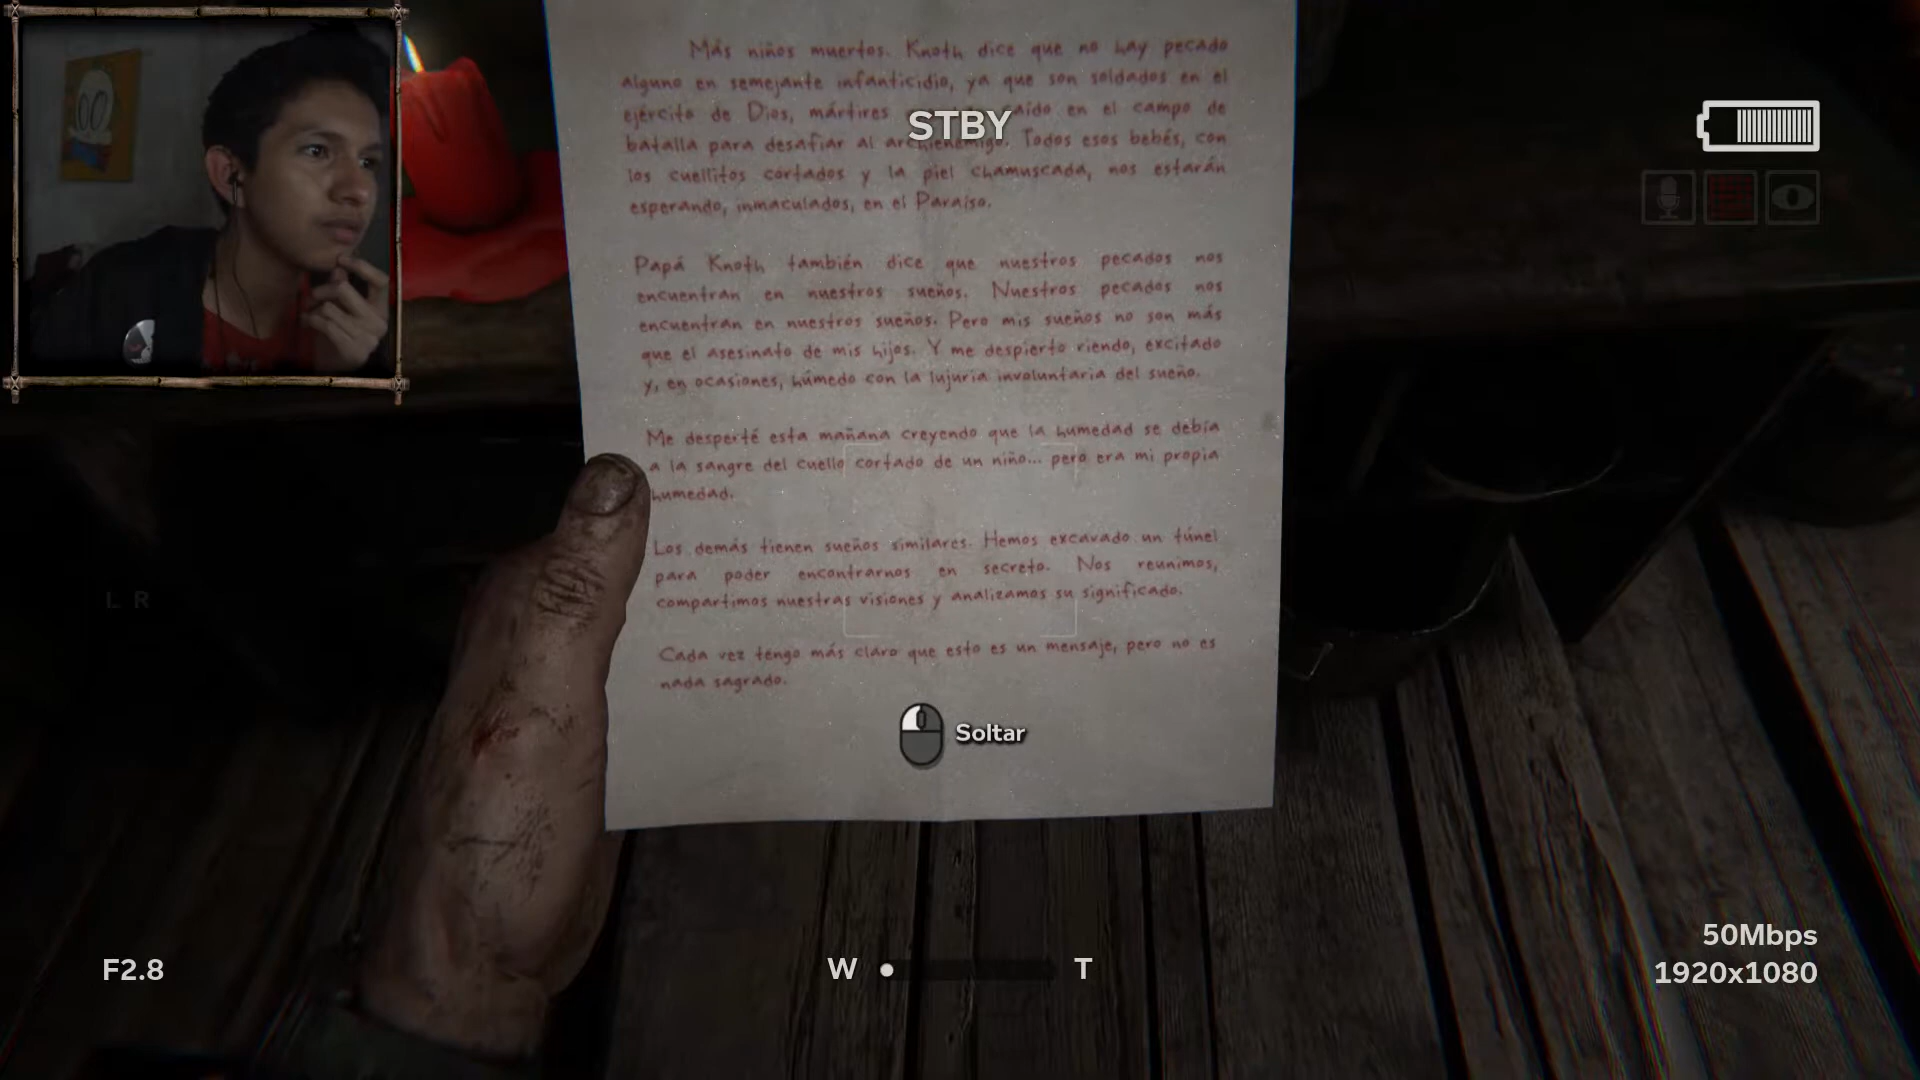 Más niños muertos. Knoth dice que no hay pecado
alguno en semejante infanticidio, ya que son soldados en el
ejército de Dios, mártires caído en el campo de
STBY
batalla para desafiar al archienemigo. Todos esos bebés, con
los cuellitos cortados y la piel chamuscada, nos estarán
esperando, inmaculados, en el Paraíso.
Papá Knoth también dice que nuestros pecados nos
encuentran en nuestros sueños. Nuestros pecados nos
encuentran en nuestros sueños. Pero mis sueños no son más
que el asesinato de mis hijos. Y me despierto riendo, excitado
y, en ocasiones, húmedo con la lujuria involuntaria del sueño.
Me desperté esta mañana creyendo que la humedad se debía
a la sangre del cuello cortado de un niño... pero era mi propia
humedad.
Los demás tienen sueños similares. Hemos excavado un túnel
para poder encontrarnos en secreto. Nos reunimos,
compartimos nuestras visiones y analizamos su significado.
Cada vez tengo más claro que esto es un mensaje, pero no es
nada sagrado.
Soltar
L R
F2.8
W T
50Mbps
1920x1080